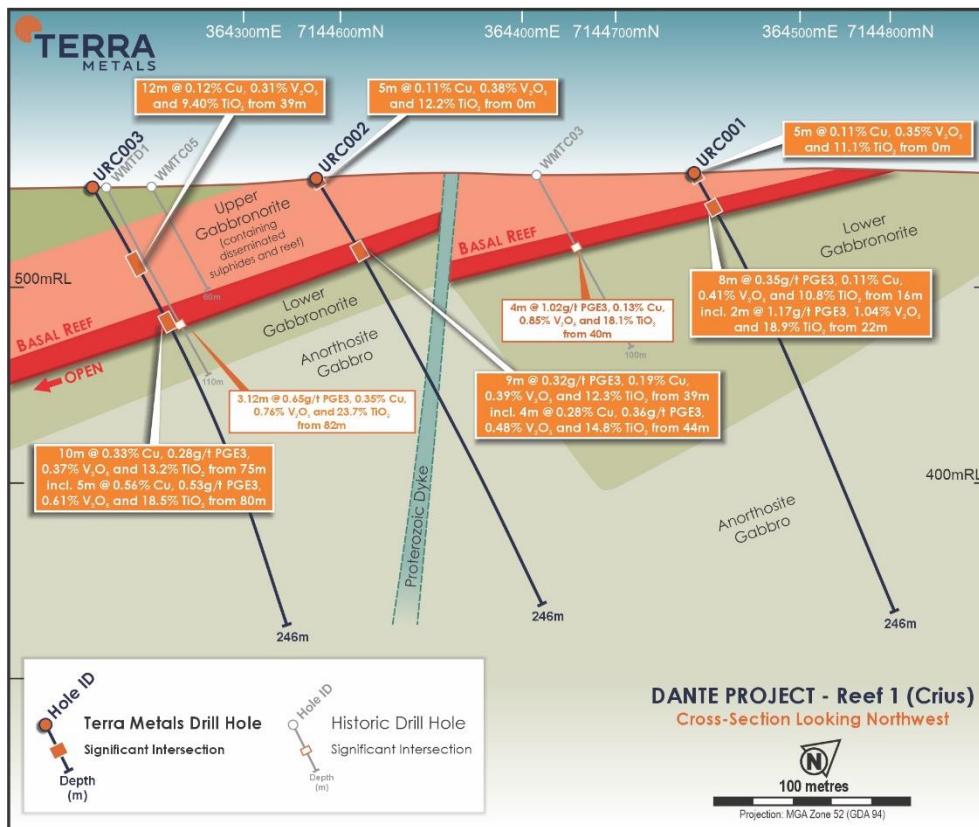 364300mE 7144600mN 364400mE 7144700mN 364500mE 7144800mN
TERRA
METALS
12m @ 0.12% Cu, 0.31% V₂O₅
and 9.40% TiO₂ from 39m
5m @ 0.11% Cu, 0.38% V₂O₅
and 12.2% TiO₂ from 0m
5m @ 0.11% Cu, 0.35% V₂O₅
and 11.1% TiO₂ from 0m
URC003
WMTD1
WMTC05
URC002
WMTC03
URC001
Upper
Gabbronorite
(containing
disseminated
sulphides and reef)
BASAL REEF
BASAL REEF
Lower
Gabbronorite
500mRL
60m
Lower
Gabbronorite
8m @ 0.35g/t PGE3, 0.11% Cu,
0.41% V₂O₅ and 10.8% TiO₂ from 16m
incl. 2m @ 1.17g/t PGE3, 1.04% V₂O₅
and 18.9% TiO₂ from 22m
4m @ 1.02g/t PGE3, 0.13% Cu,
0.85% V₂O₅ and 18.1% TiO₂
from 40m
100m
BASAL REEF
OPEN
Anorthosite
Gabbro
110m
3.12m @ 0.65g/t PGE3, 0.35% Cu,
0.76% V₂O₅ and 23.7% TiO₂
from 82m
9m @ 0.32g/t PGE3, 0.19% Cu,
0.39% V₂O₅ and 12.3% TiO₂ from 39m
incl. 4m @ 0.28% Cu, 0.36g/t PGE3,
0.48% V₂O₅ and 14.8% TiO₂ from 44m
10m @ 0.33% Cu, 0.28g/t PGE3,
0.37% V₂O₅ and 13.2% TiO₂ from 75m
incl. 5m @ 0.56% Cu, 0.53g/t PGE3,
0.61% V₂O₅ and 18.5% TiO₂ from 80m
400mRL
Proterozoic Dyke
Anorthosite
Gabbro
246m
246m
246m
Hole ID
Terra Metals Drill Hole
Significant Intersection
Depth
(m)
Hole ID
Historic Drill Hole
Significant Intersection
Depth
(m)
DANTE PROJECT - Reef 1 (Crius)
Cross-Section Looking Northwest
N
100 metres
Projection: MGA Zone 52 (GDA 94)